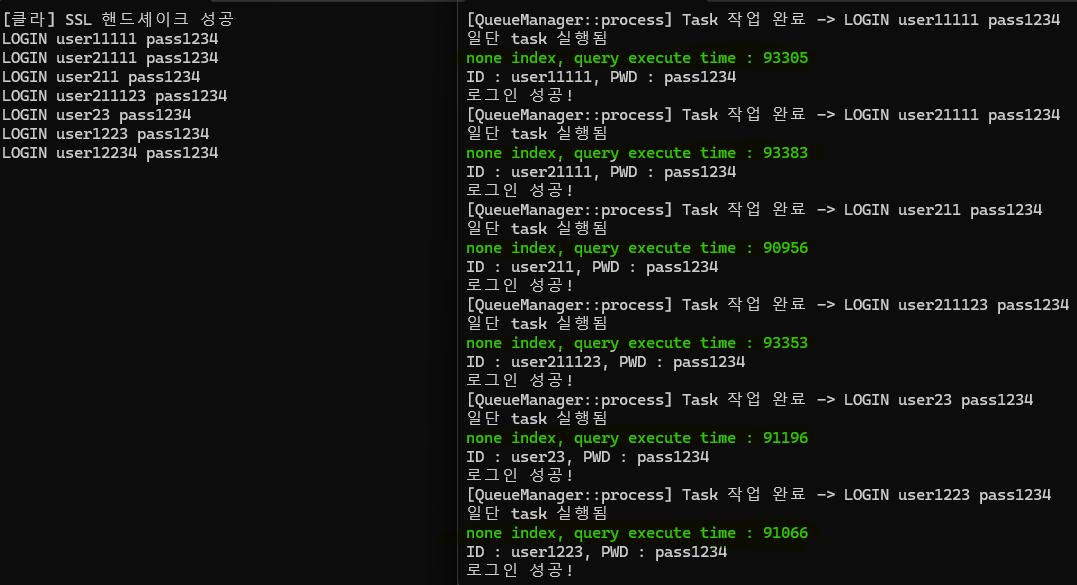 [클라] SSL 핸드셰이크 성공
LOGIN user11111 pass1234
LOGIN user21111 pass1234
LOGIN user211 pass1234
LOGIN user211123 pass1234
LOGIN user23 pass1234
LOGIN user1223 pass1234
LOGIN user12234 pass1234
[QueueManager::process] Task 작업 완료 -> LOGIN user11111 pass1234
일단 task 실행됨
none index, query execute time : 93305
ID : user11111, PWD : pass1234
로그인 성공!
[QueueManager::process] Task 작업 완료 -> LOGIN user21111 pass1234
일단 task 실행됨
none index, query execute time : 93383
ID : user21111, PWD : pass1234
로그인 성공!
[QueueManager::process] Task 작업 완료 -> LOGIN user211 pass1234
일단 task 실행됨
none index, query execute time : 90956
ID : user211, PWD : pass1234
로그인 성공!
[QueueManager::process] Task 작업 완료 -> LOGIN user211123 pass1234
일단 task 실행됨
none index, query execute time : 93353
ID : user211123, PWD : pass1234
로그인 성공!
[QueueManager::process] Task 작업 완료 -> LOGIN user23 pass1234
일단 task 실행됨
none index, query execute time : 91196
ID : user23, PWD : pass1234
로그인 성공!
[QueueManager::process] Task 작업 완료 -> LOGIN user1223 pass1234
일단 task 실행됨
none index, query execute time : 91066
ID : user1223, PWD : pass1234
로그인 성공!